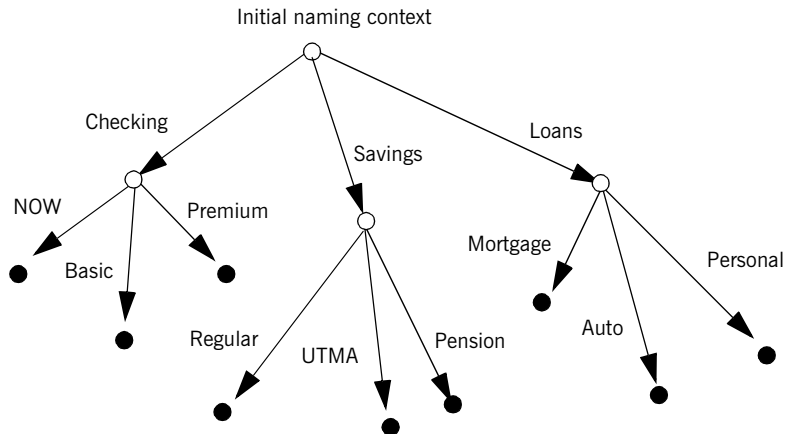 Initial naming context
Checking
Loans
Savings
NOW
Premium
Basic
Mortgage
Personal
Regular
UTMA
Pension
Auto